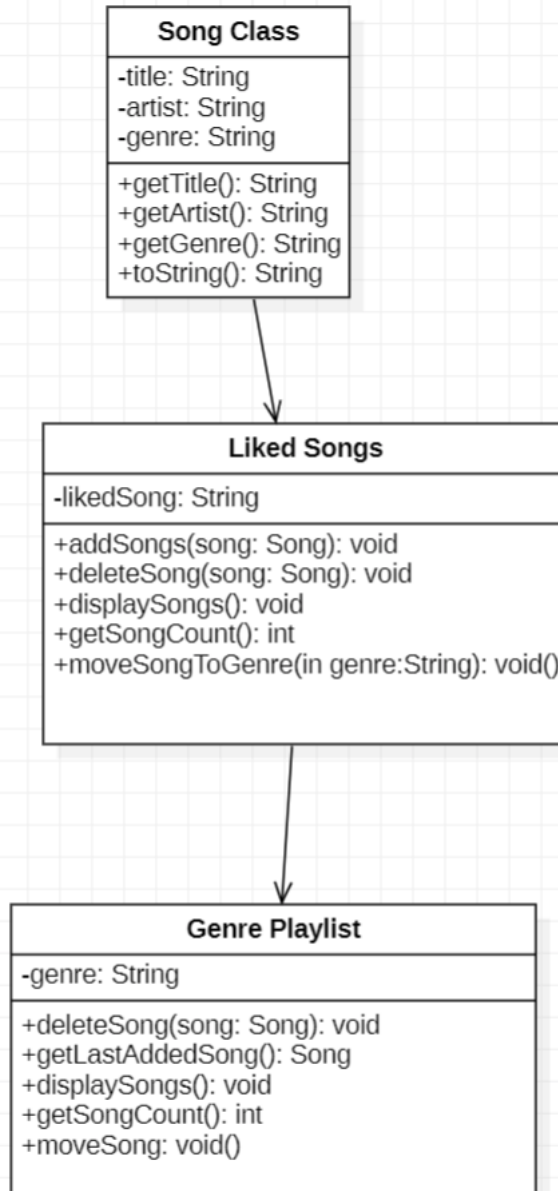 Song Class
-title: String
-artist: String
-genre: String
+getTitle(): String
+getArtist(): String
+getGenre(): String
+toString(): String
Liked Songs
-likedSong: String
+addSongs(song: Song): void
+deleteSong(song: Song): void
+displaySongs(): void
+getSongCount(): int
+moveSongToGenre(in genre:String): void()
Genre Playlist
-genre: String
+deleteSong(song: Song): void
+getLastAddedSong(): Song
+displaySongs(): void
+getSongCount(): int
+moveSong: void()